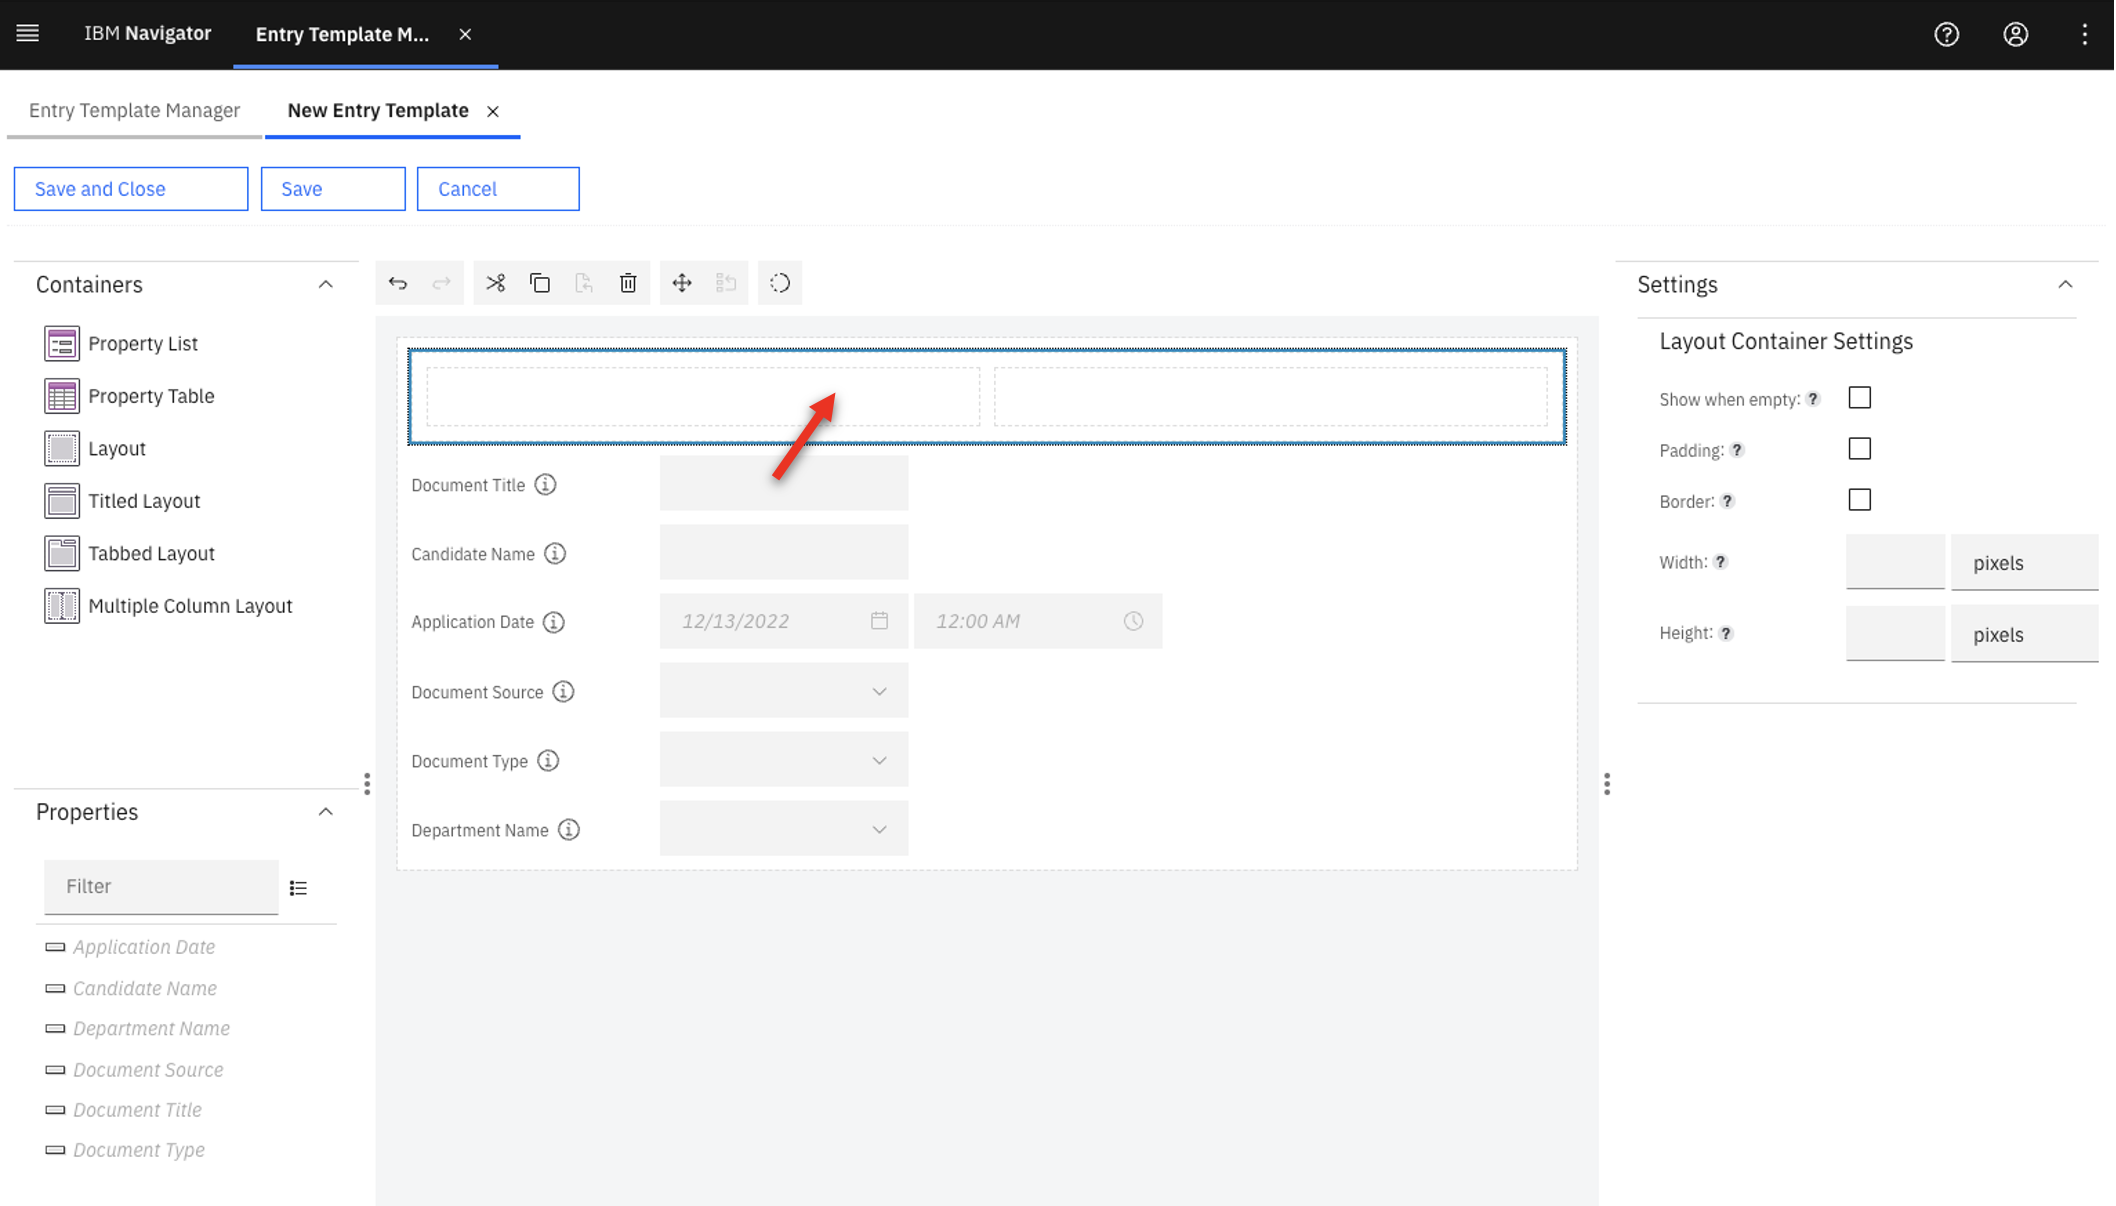 IBM Navigator
Entry Template M...
Entry Template Manager
New Entry Template
Save and Close
Save
Cancel
Containers
Property List
Property Table
Layout
Titled Layout
Tabbed Layout
Multiple Column Layout
Properties
Filter
Application Date
Candidate Name
Department Name
Document Source
Document Title
Document Type
Document Title
Candidate Name
Application Date
12/13/2022
12:00 AM
Document Source
Document Type
Department Name
Settings
Layout Container Settings
Show when empty: ?
Padding: ?
Border: ?
Width: ?
pixels
Height: ?
pixels